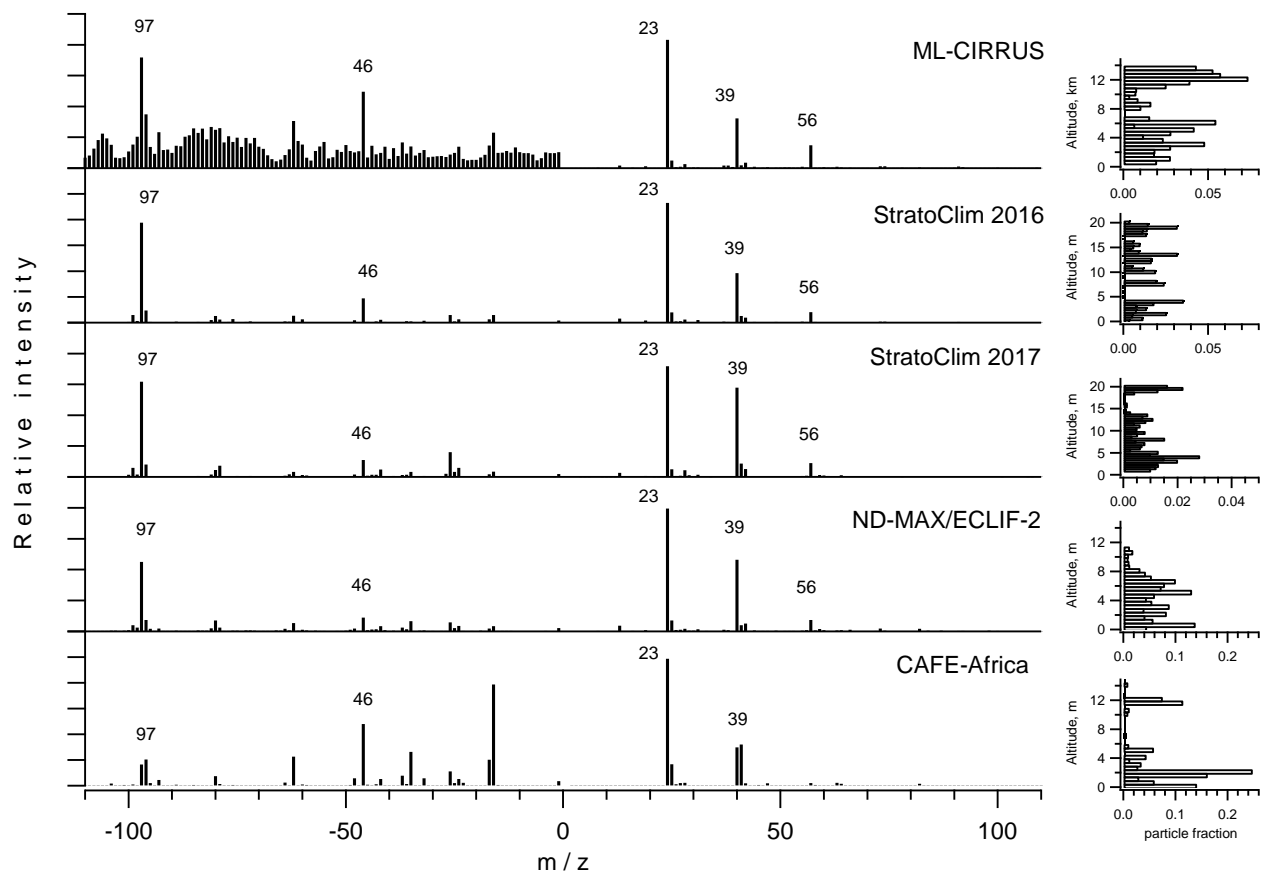 Relative intensity
97
46
23
39
56
ML-CIRRUS
97
46
23
39
56
StratoClim 2016
97
46
23
39
56
StratoClim 2017
97
46
23
39
56
ND-MAX/ECLIF-2
97
46
23
39
CAFE-Africa
-100 -50 0 50 100
m / z
Altitude, km
12
8
4
0
0.00 0.05
Altitude, m
20
15
10
5
0
0.00 0.05
Altitude, m
20
15
10
5
0
0.00 0.02 0.04
Altitude, m
12
8
4
0
0.0 0.1 0.2
Altitude, m
12
8
4
0
0.0 0.1 0.2
particle fraction